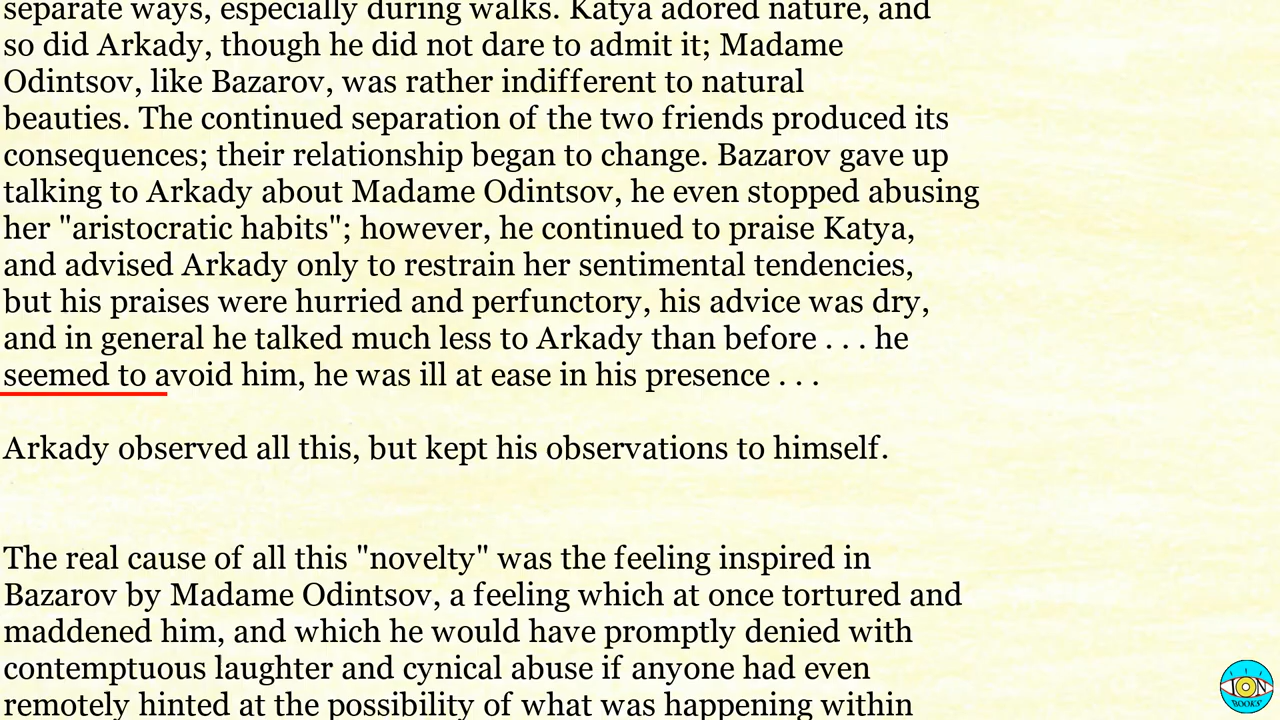 separate ways, especially during walks. Katya adored nature, and
so did Arkady, though he did not dare to admit it; Madame
Odintsov, like Bazarov, was rather indifferent to natural
beauties. The continued separation of the two friends produced its
consequences; their relationship began to change. Bazarov gave up
talking to Arkady about Madame Odintsov, he even stopped abusing
her "aristocratic habits"; however, he continued to praise Katya,
and advised Arkady only to restrain her sentimental tendencies,
but his praises were hurried and perfunctory, his advice was dry,
and in general he talked much less to Arkady than before . . . he
seemed to avoid him, he was ill at ease in his presence . . .
Arkady observed all this, but kept his observations to himself.
The real cause of all this "novelty" was the feeling inspired in
Bazarov by Madame Odintsov, a feeling which at once tortured and
maddened him, and which he would have promptly denied with
contemptuous laughter and cynical abuse if anyone had even
remotely hinted at the possibility of what was happening within
ION
BOOKS